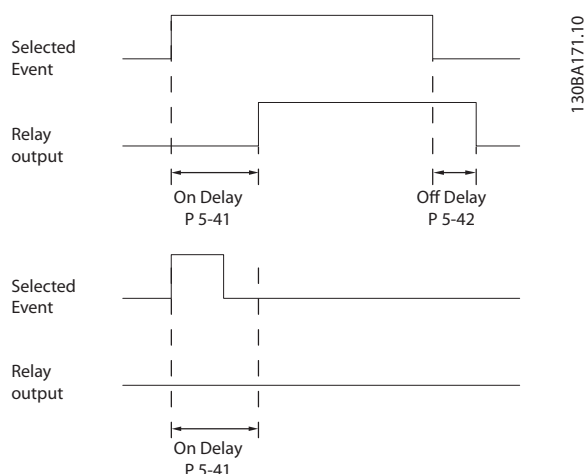 Selected
Event
Relay
output
On Delay
P 5-41
Off Delay
P 5-42
Selected
Event
Relay
output
On Delay
P 5-41
130BA171.10